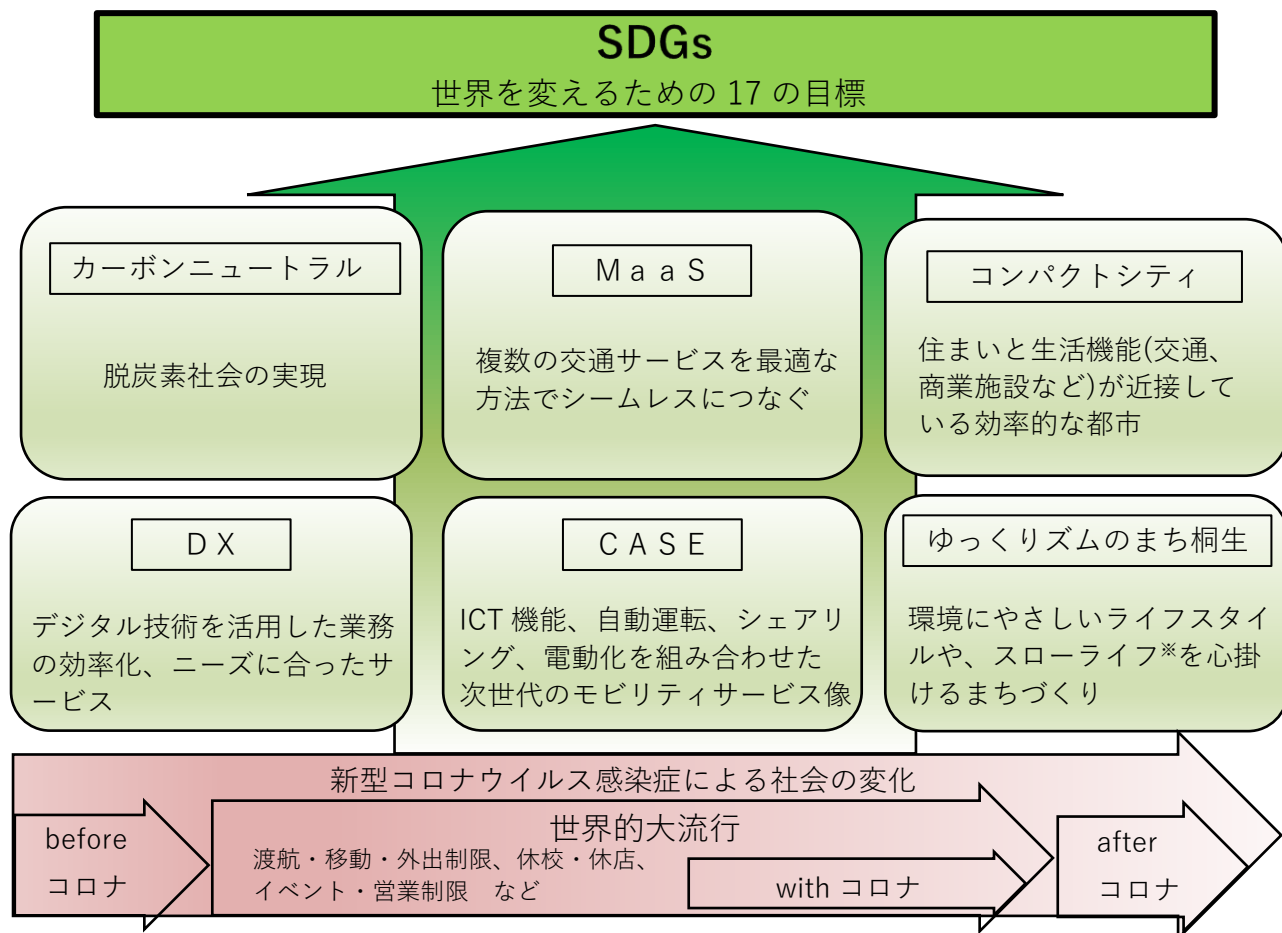 SDGs
世界を変えるための 17 の目標
カーボンニュートラル
脱炭素社会の実現
ＭａａＳ
複数の交通サービスを最適な
方法でシームレスにつなぐ
コンパクトシティ
住まいと生活機能(交通、
商業施設など)が近接して
いる効率的な都市
ＤＸ
デジタル技術を活用した業務
の効率化、ニーズに合ったサ
ービス
ＣＡＳＥ
ICT 機能、自動運転、シェアリ
ング、電動化を組み合わせた
次世代のモビリティサービス像
ゆっくりズムのまち桐生
環境にやさしいライフスタイ
ルや、スローライフ※を心掛
けるまちづくり
新型コロナウイルス感染症による社会の変化
before
コロナ
世界的大流行
渡航・移動・外出制限、休校・休店、
イベント・営業制限　など
with コロナ
after
コロナ